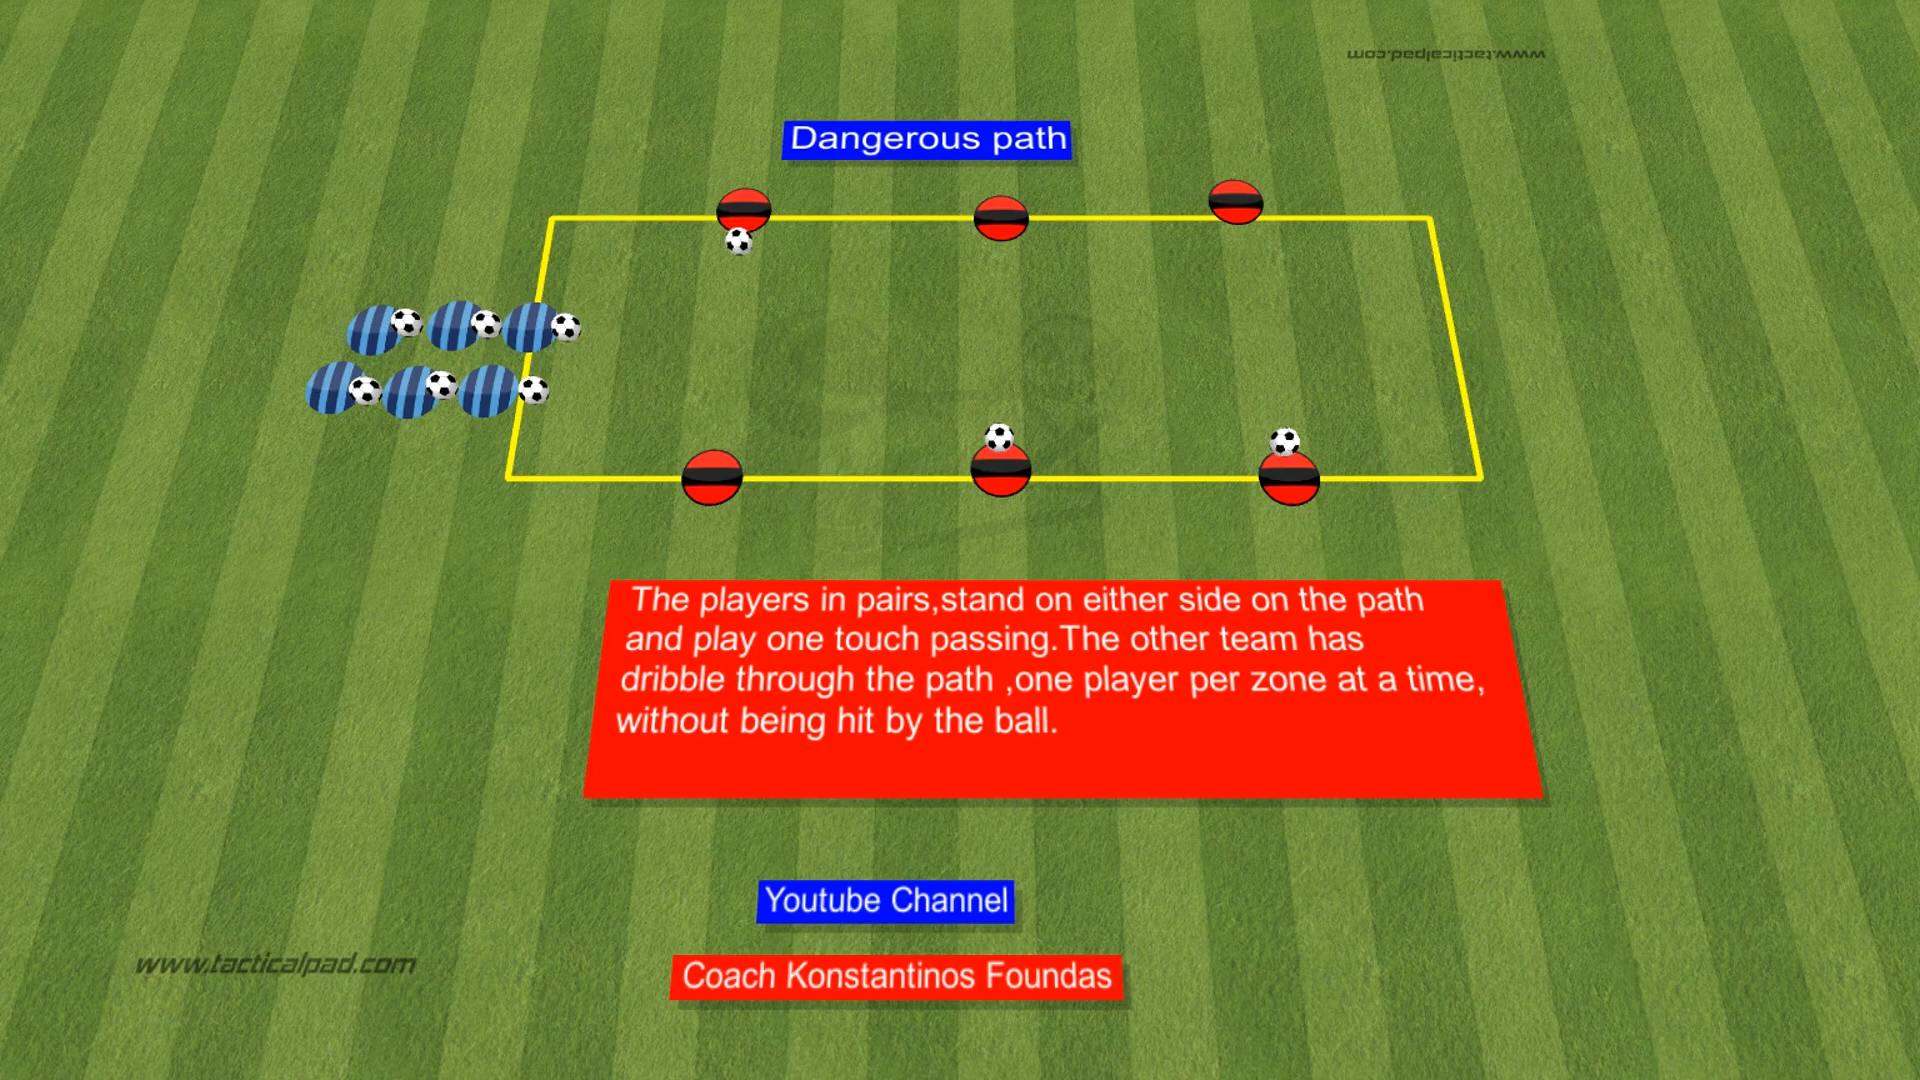 www.tacticalpad.com
Dangerous path
The players in pairs,stand on either side on the path
and play one touch passing.The other team has
dribble through the path ,one player per zone at a time,
without being hit by the ball.
Youtube Channel
www.tacticalpad.com
Coach Konstantinos Foundas